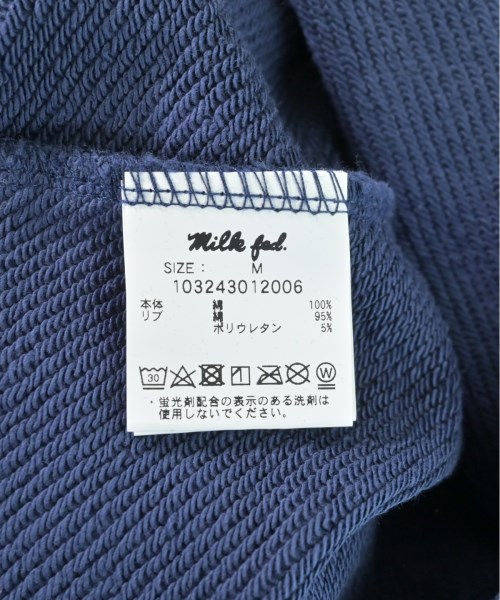 Milk fed.
SIZE : M
103243012006
本体 綿 100%
リブ 綿 95%
ポリウレタン 5%
30 W
・蛍光剤配合の表示のある洗剤は
使用しないでください。